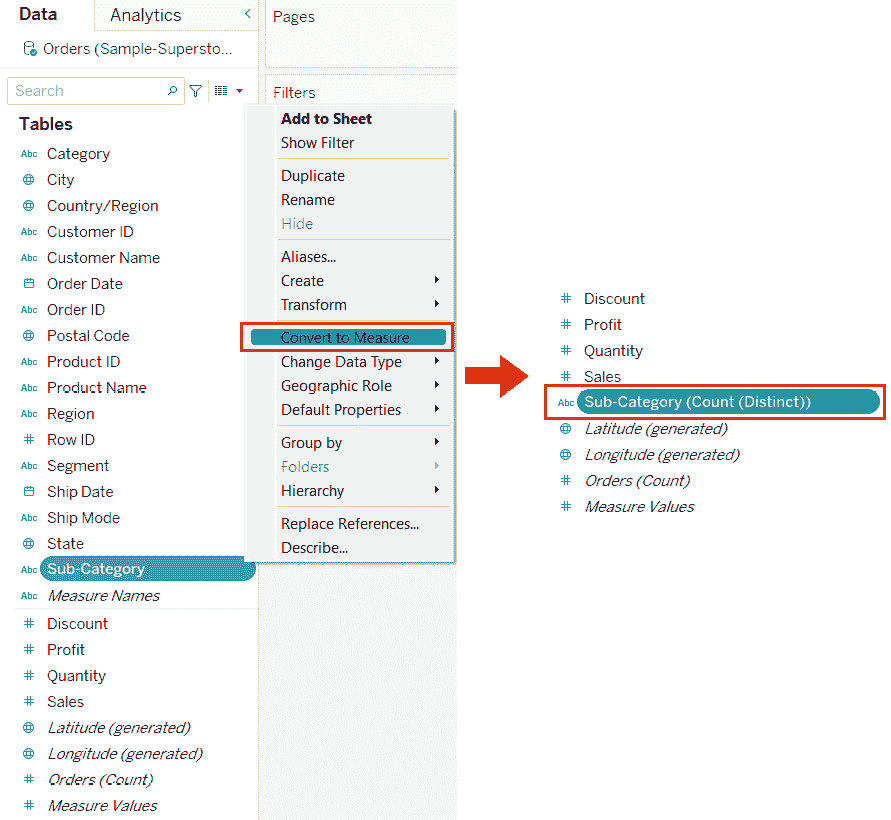 Data
Analytics
Orders (Sample-Supersto...
Search
Tables
Abc Category
City
Country/Region
Abc Customer ID
Abc Customer Name
Order Date
Abc Order ID
Postal Code
Abc Product ID
Abc Product Name
Abc Region
# Row ID
Abc Segment
Ship Date
Abc Ship Mode
State
Abc Sub-Category
Abc Measure Names
# Discount
# Profit
# Quantity
# Sales
Latitude (generated)
Longitude (generated)
# Orders (Count)
# Measure Values
Pages
Filters
Add to Sheet
Show Filter
Duplicate
Rename
Hide
Aliases...
Create
Transform
Convert to Measure
Change Data Type
Geographic Role
Default Properties
Group by
Folders
Hierarchy
Replace References...
Describe...
# Discount
# Profit
# Quantity
# Sales
Abc Sub-Category (Count (Distinct))
Latitude (generated)
Longitude (generated)
# Orders (Count)
# Measure Values